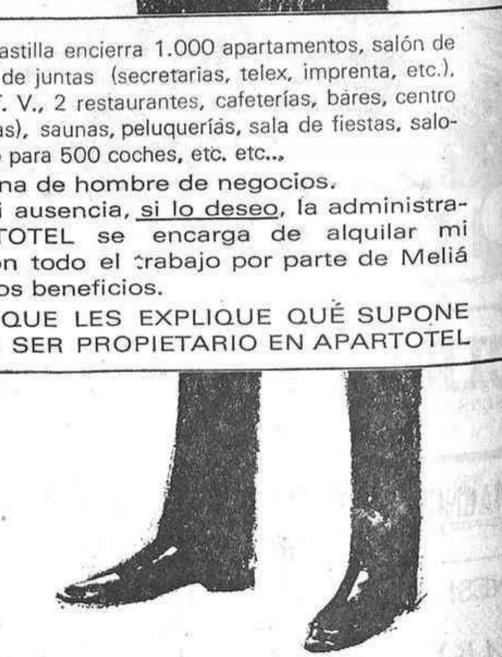 astilla encierra 1.000 apartamentos, salón de
de juntas (secretarias, telex, imprenta, etc.),
. V., 2 restaurantes, cafeterías, bares, centro
as), saunas, peluquerías, sala de fiestas, salo-
para 500 coches, etc. etc..,
na de hombre de negocios.
i ausencia, si lo deseo, la administra-
TOTEL se encarga de alquilar mi
on todo el trabajo por parte de Meliá
os beneficios.
QUE LES EXPLIQUE QUÉ SUPONE
SER PROPIETARIO EN APARTOTEL